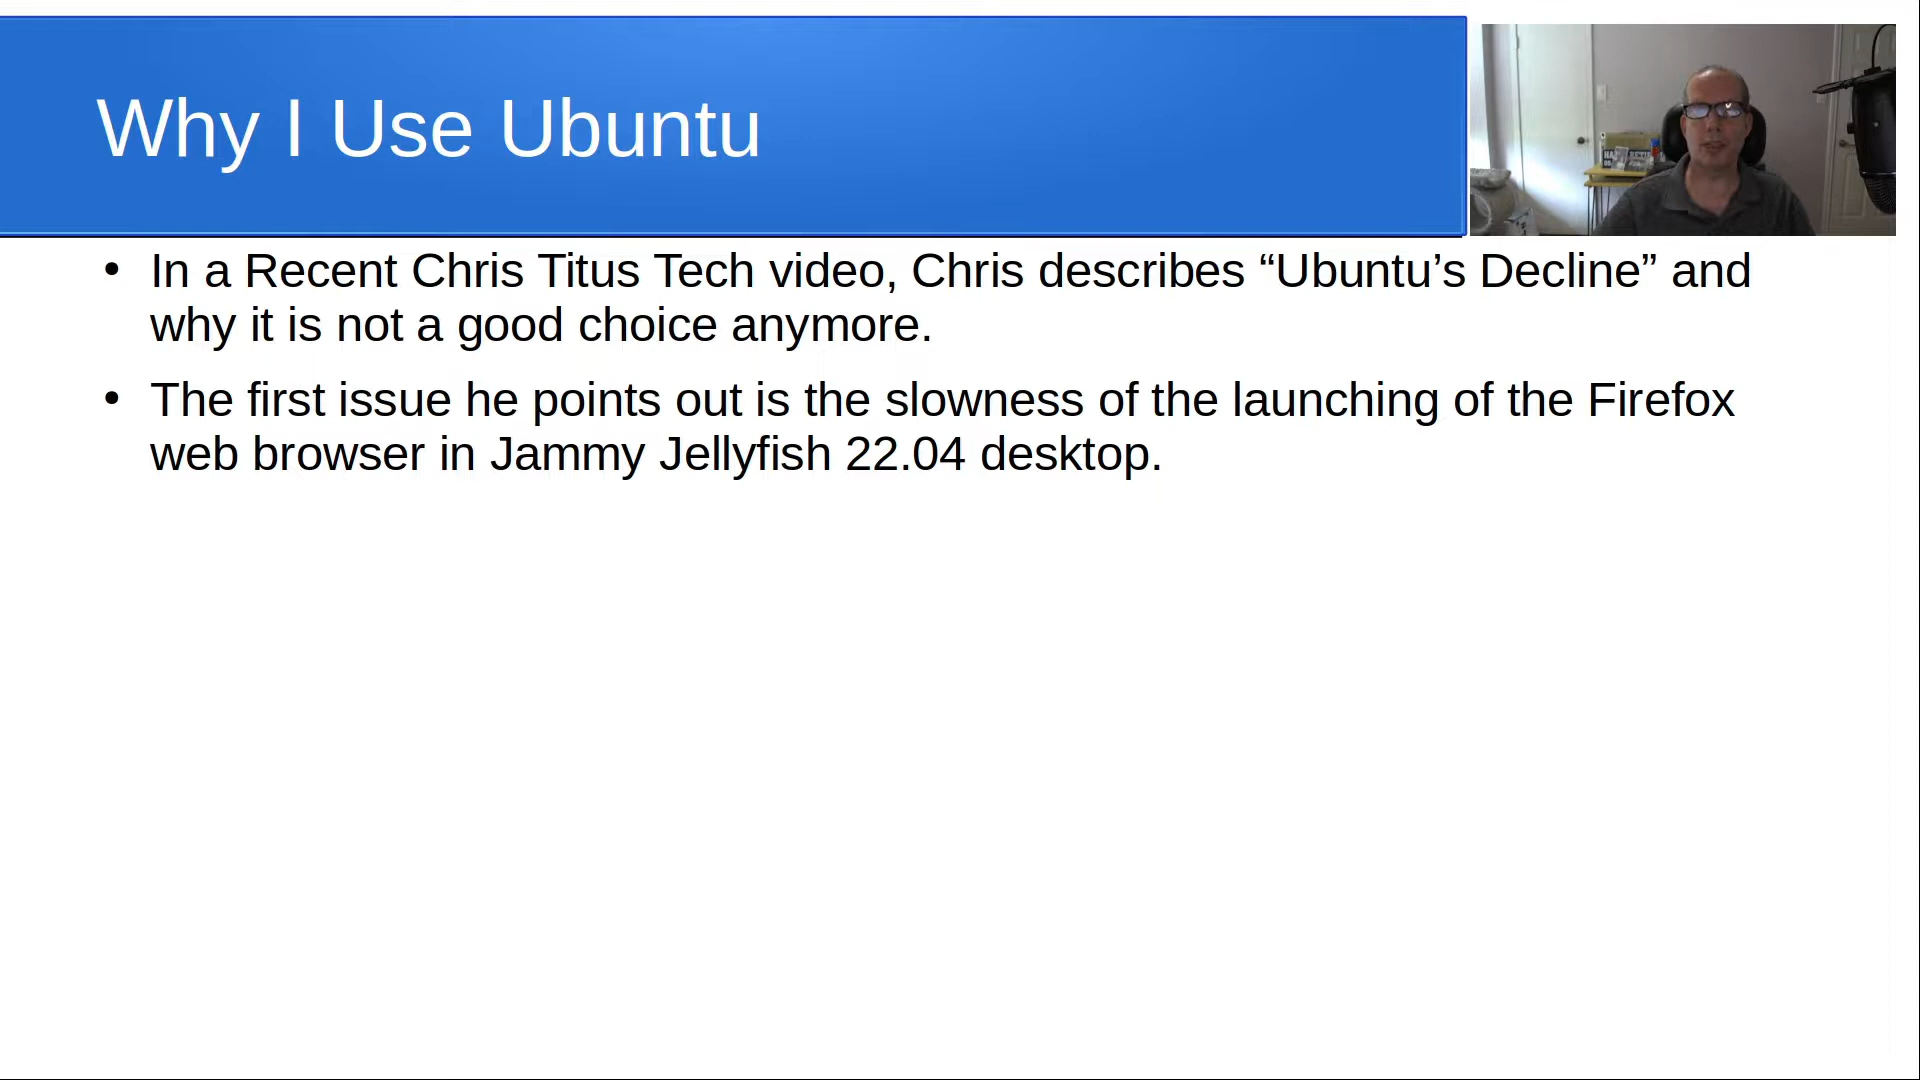 Why I Use Ubuntu
• In a Recent Chris Titus Tech video, Chris describes “Ubuntu’s Decline” and
why it is not a good choice anymore.
• The first issue he points out is the slowness of the launching of the Firefox
web browser in Jammy Jellyfish 22.04 desktop.